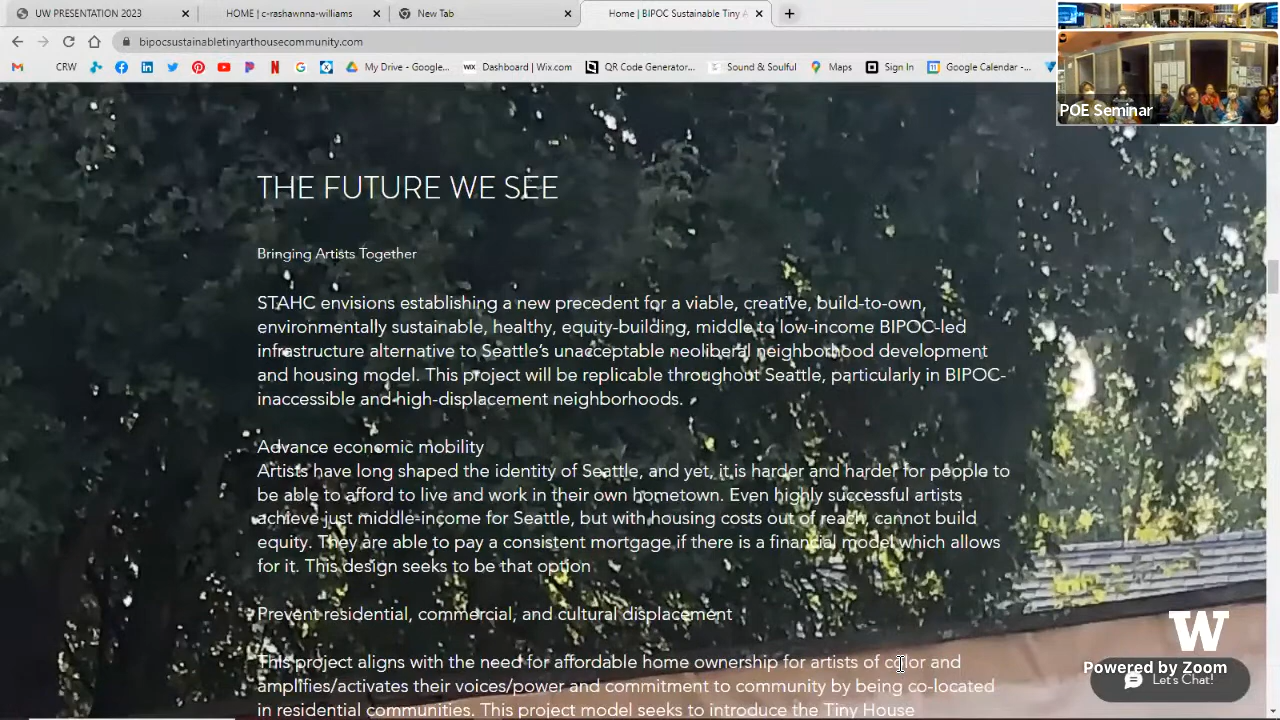 UW PRESENTATION 2023
HOME | c-rashawnna-williams
New Tab
Home | BIPOC Sustainable Tiny A
bipocsustainabletinyarthousecommunity.com
CRW
My Drive - Google...
WIX Dashboard | Wix.com
QR Code Generator...
Sound & Soulful
Maps
Sign In
31 Google Calendar -...
POE Seminar
THE FUTURE WE SEE
Bringing Artists Together
STAHC envisions establishing a new precedent for a viable, creative, build-to-own,
environmentally sustainable, healthy, equity-building, middle to low-income BIPOC-led
infrastructure alternative to Seattle's unacceptable neoliberal neighborhood development
and housing model. This project will be replicable throughout Seattle, particularly in BIPOC-
inaccessible and high-displacement neighborhoods.
Advance economic mobility
Artists have long shaped the identity of Seattle, and yet, it is harder and harder for people to
be able to afford to live and work in their own hometown. Even highly successful artists
achieve just middle-income for Seattle, but with housing costs out of reach, cannot build
equity. They are able to pay a consistent mortgage if there is a financial model which allows
for it. This design seeks to be that option
Prevent residential, commercial, and cultural displacement
This project aligns with the need for affordable home ownership for artists of color and
amplifies/activates their voices/power and commitment to community by being co-located
in residential communities. This project model seeks to introduce the Tiny House
W
Powered by Zoom
Let's Chat!